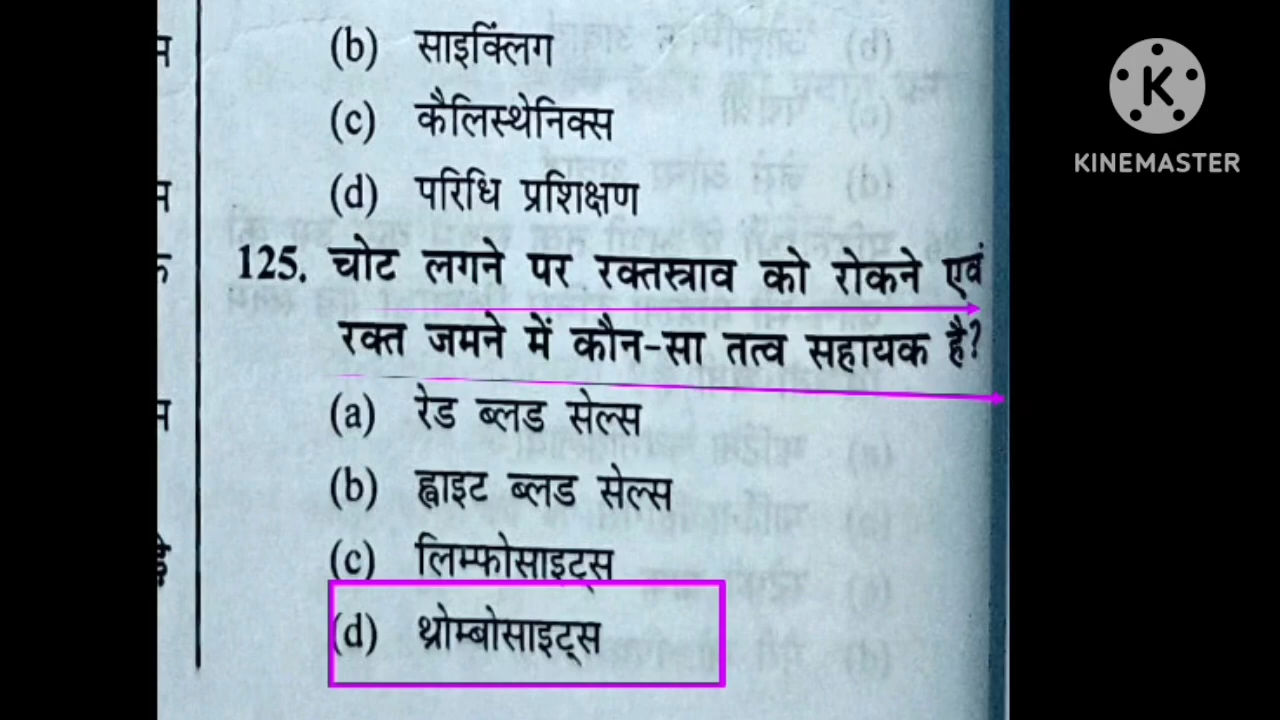 (b) साइक्लिंग
(c) कैलिस्थेनिक्स
(d) परिधि प्रशिक्षण
125. चोट लगने पर रक्तस्त्राव को रोकने एवं
रक्त जमने में कौन-सा तत्व सहायक है?
(a) रेड ब्लड सेल्स
(b) ह्वाइट ब्लड सेल्स
(c) लिम्फोसाइट्स
(d) थ्रोम्बोसाइट्स
K
KINEMASTER